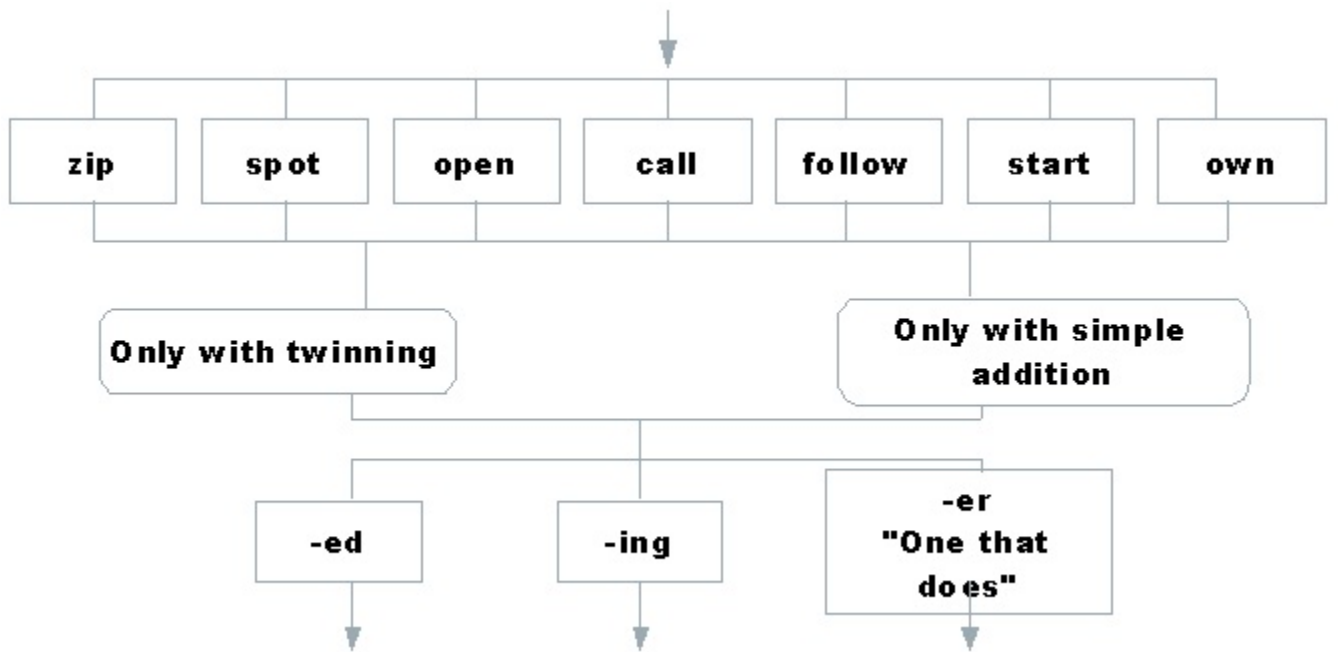 zip
spot
open
call
follow
start
own
Only with twinning
Only with simple
addition
-ed
-ing
-er
"One that
does"